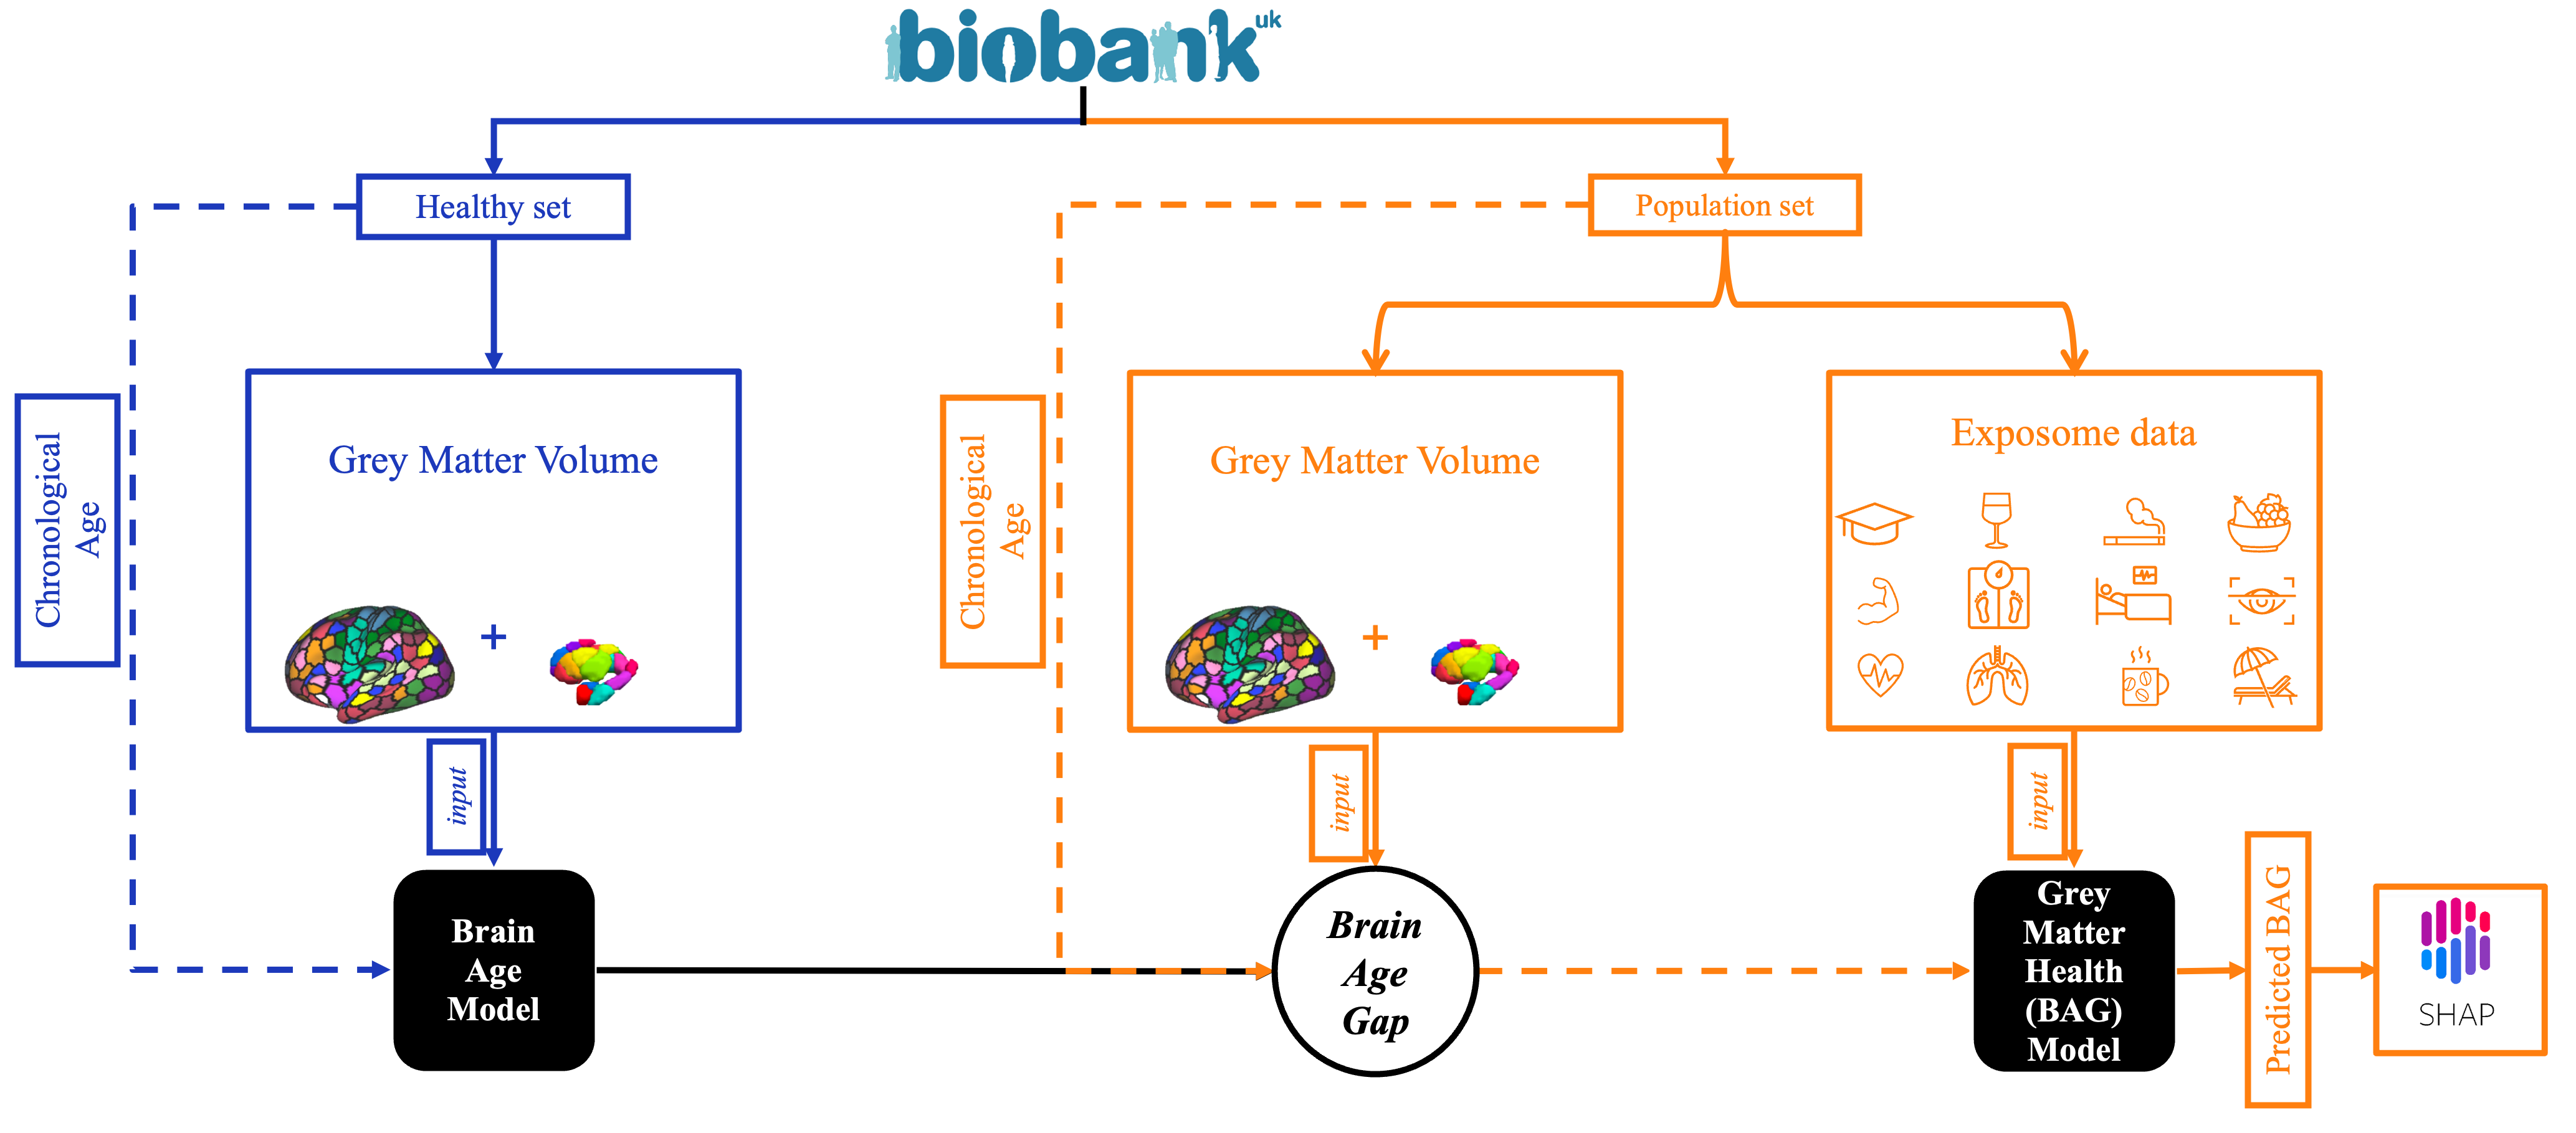 biobank uk
Healthy set
Population set
Chronological
Age
Grey Matter Volume
+
Chronological
Age
Grey Matter Volume
+
Exposome data
input
input
input
Brain
Age
Model
Brain
Age
Gap
Grey
Matter
Health
(BAG)
Model
Predicted BAG
SHAP